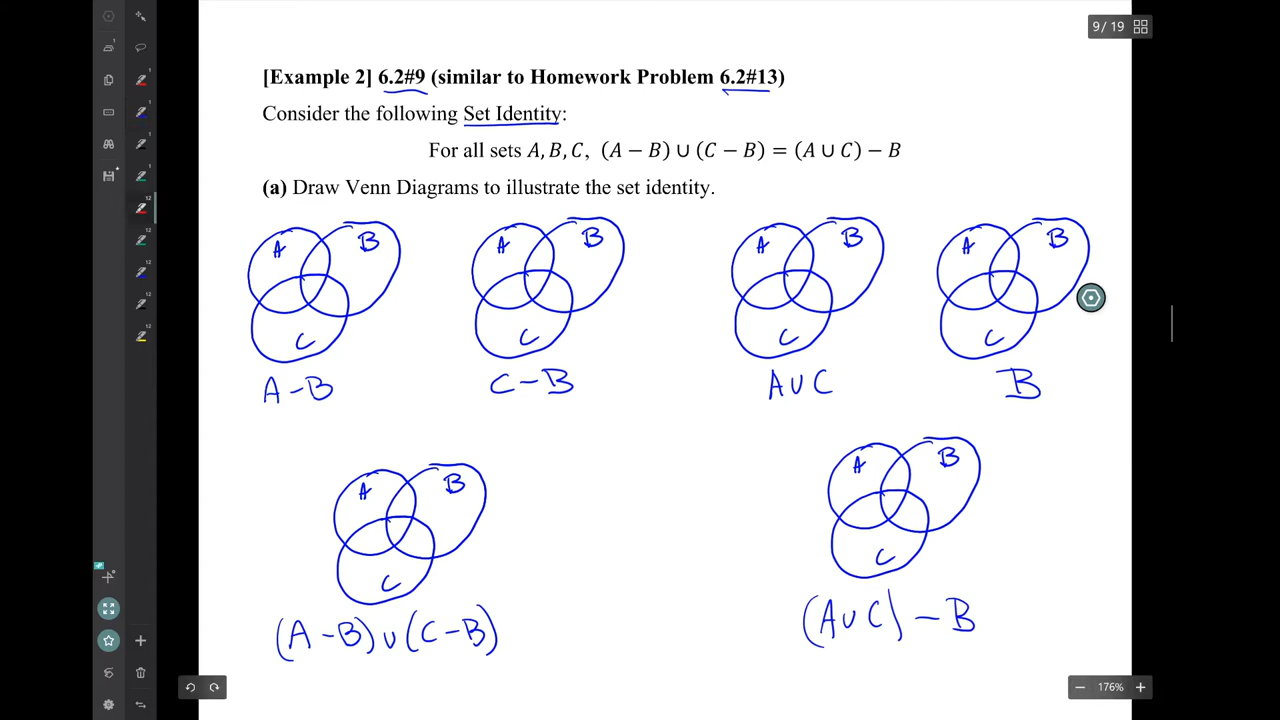 9 / 19
[Example 2] 6.2#9 (similar to Homework Problem 6.2#13)
Consider the following Set Identity:
For all sets A, B, C, (A − B) ∪ (C − B) = (A ∪ C) − B
(a) Draw Venn Diagrams to illustrate the set identity.
A B A B A B A B
C C C C
A − B C − B A ∪ C B
A B A B
C C
(A − B) ∪ (C − B) (A ∪ C) − B
176%